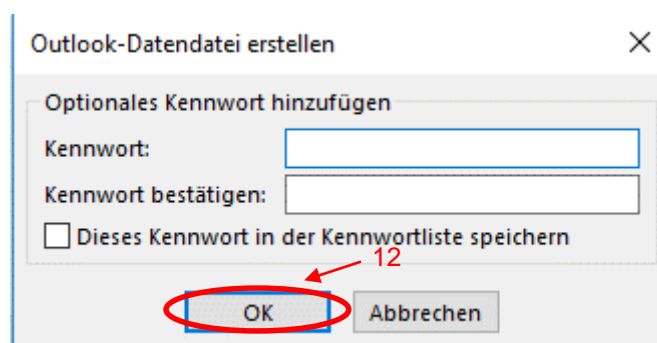 Outlook-Datendatei erstellen
Optionales Kennwort hinzufügen
Kennwort:
Kennwort bestätigen:
Dieses Kennwort in der Kennwortliste speichern
12
OK Abbrechen